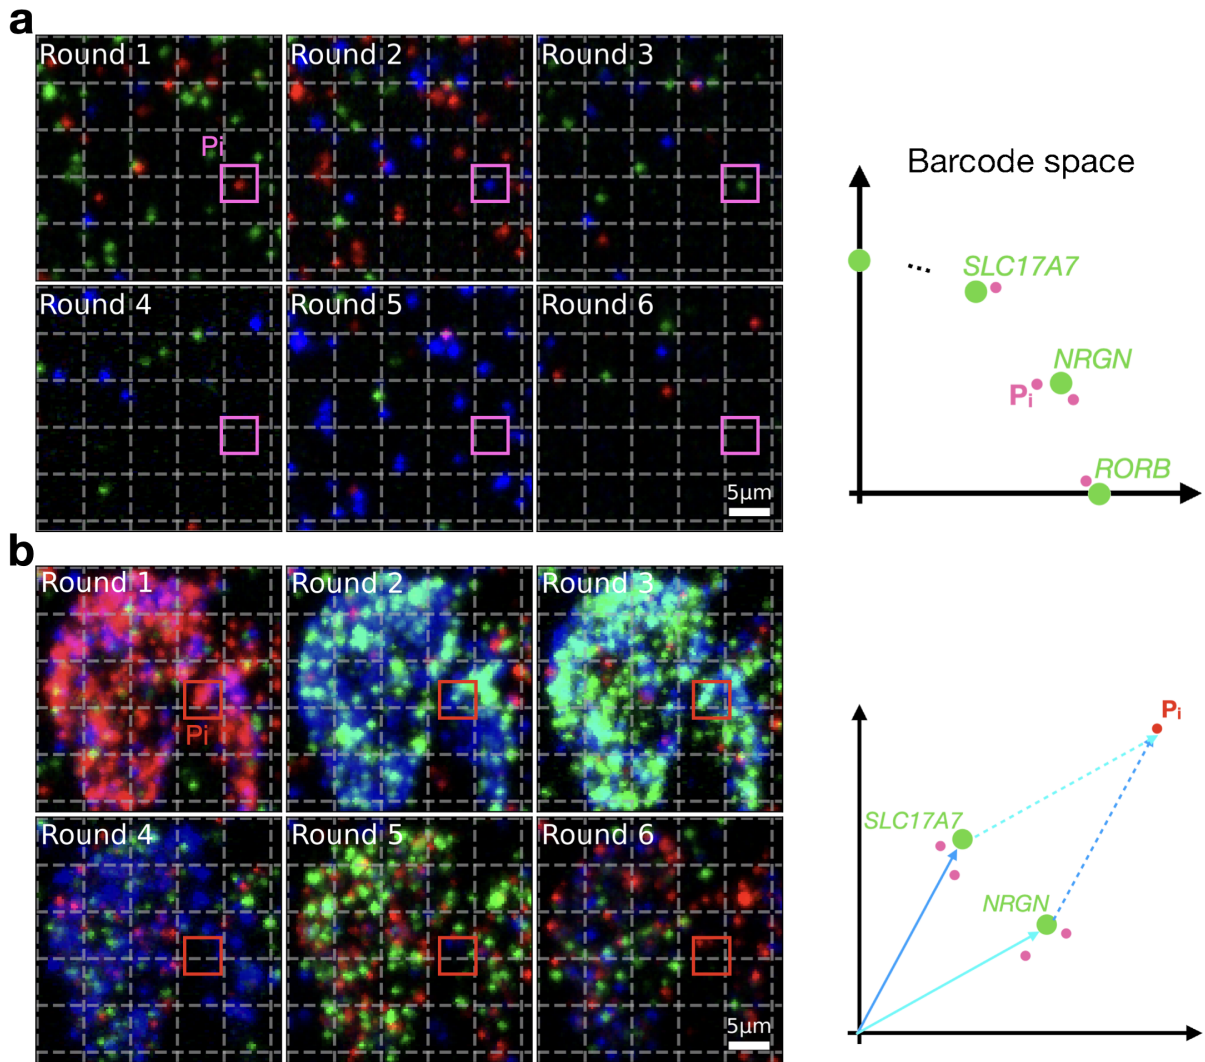 a
Round 1
Round 2
Round 3
Pi
Round 4
Round 5
Round 6
5μm
Barcode space
SLC17A7
NRGN
Pi
RORB
b
Round 1
Round 2
Round 3
Pi
Round 4
Round 5
Round 6
5μm
Pi
SLC17A7
NRGN